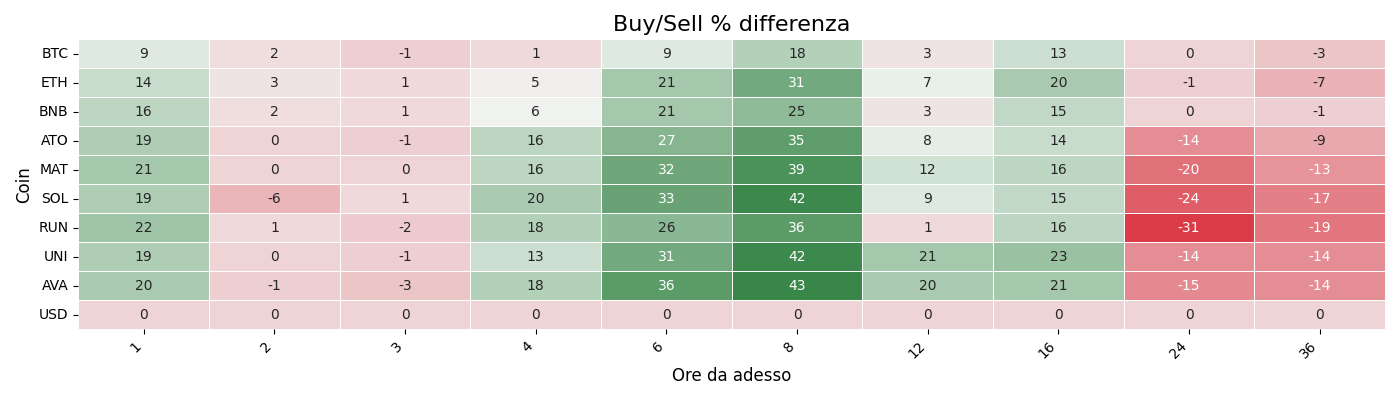 Buy/Sell % differenza
Coin
BTC 9 2 -1 1 9 18 3 13 0 -3
ETH 14 3 1 5 21 31 7 20 -1 -7
BNB 16 2 1 6 21 25 3 15 0 -1
ATO 19 0 -1 16 27 35 8 14 -14 -9
MAT 21 0 0 16 32 39 12 16 -20 -13
SOL 19 -6 1 20 33 42 9 15 -24 -17
RUN 22 1 -2 18 26 36 1 16 -31 -19
UNI 19 0 -1 13 31 42 21 23 -14 -14
AVA 20 -1 -3 18 36 43 20 21 -15 -14
USD 0 0 0 0 0 0 0 0 0 0
1 2 3 4 6 8 12 16 24 36
Ore da adesso